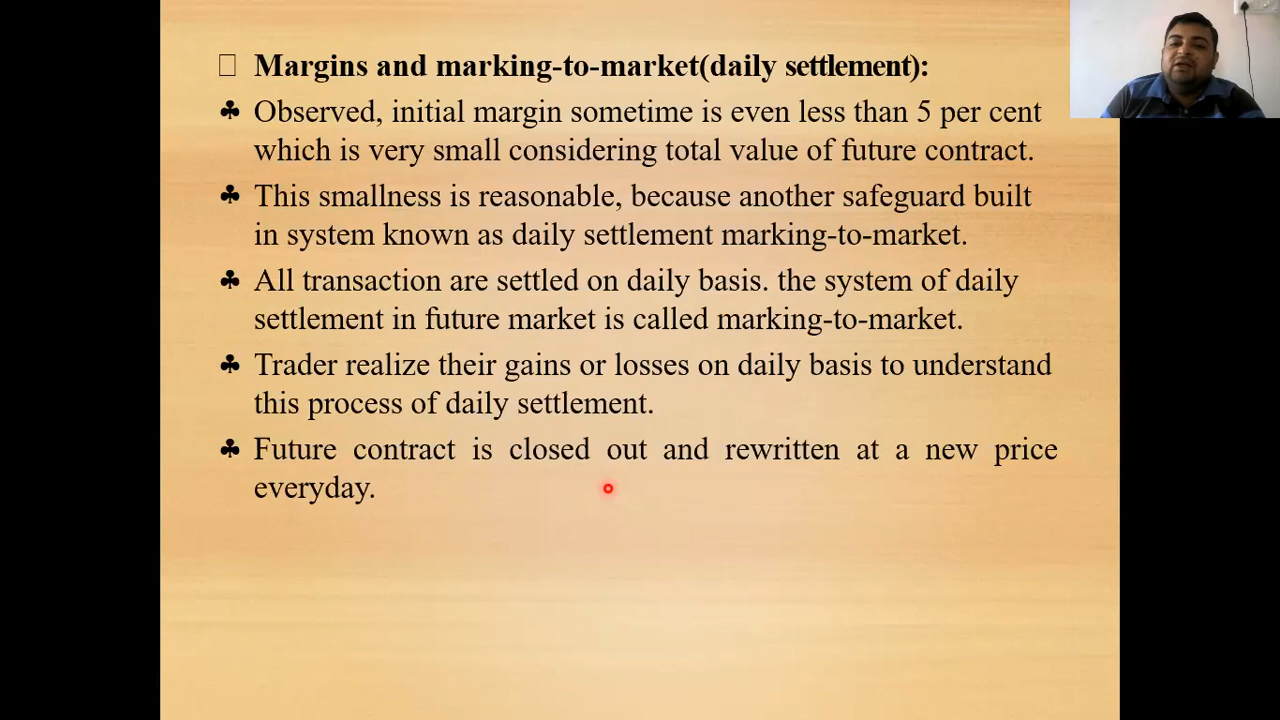 Margins and marking-to-market(daily settlement):
♣ Observed, initial margin sometime is even less than 5 per cent
which is very small considering total value of future contract.
♣ This smallness is reasonable, because another safeguard built
in system known as daily settlement marking-to-market.
♣ All transaction are settled on daily basis. the system of daily
settlement in future market is called marking-to-market.
♣ Trader realize their gains or losses on daily basis to understand
this process of daily settlement.
♣ Future contract is closed out and rewritten at a new price
everyday.